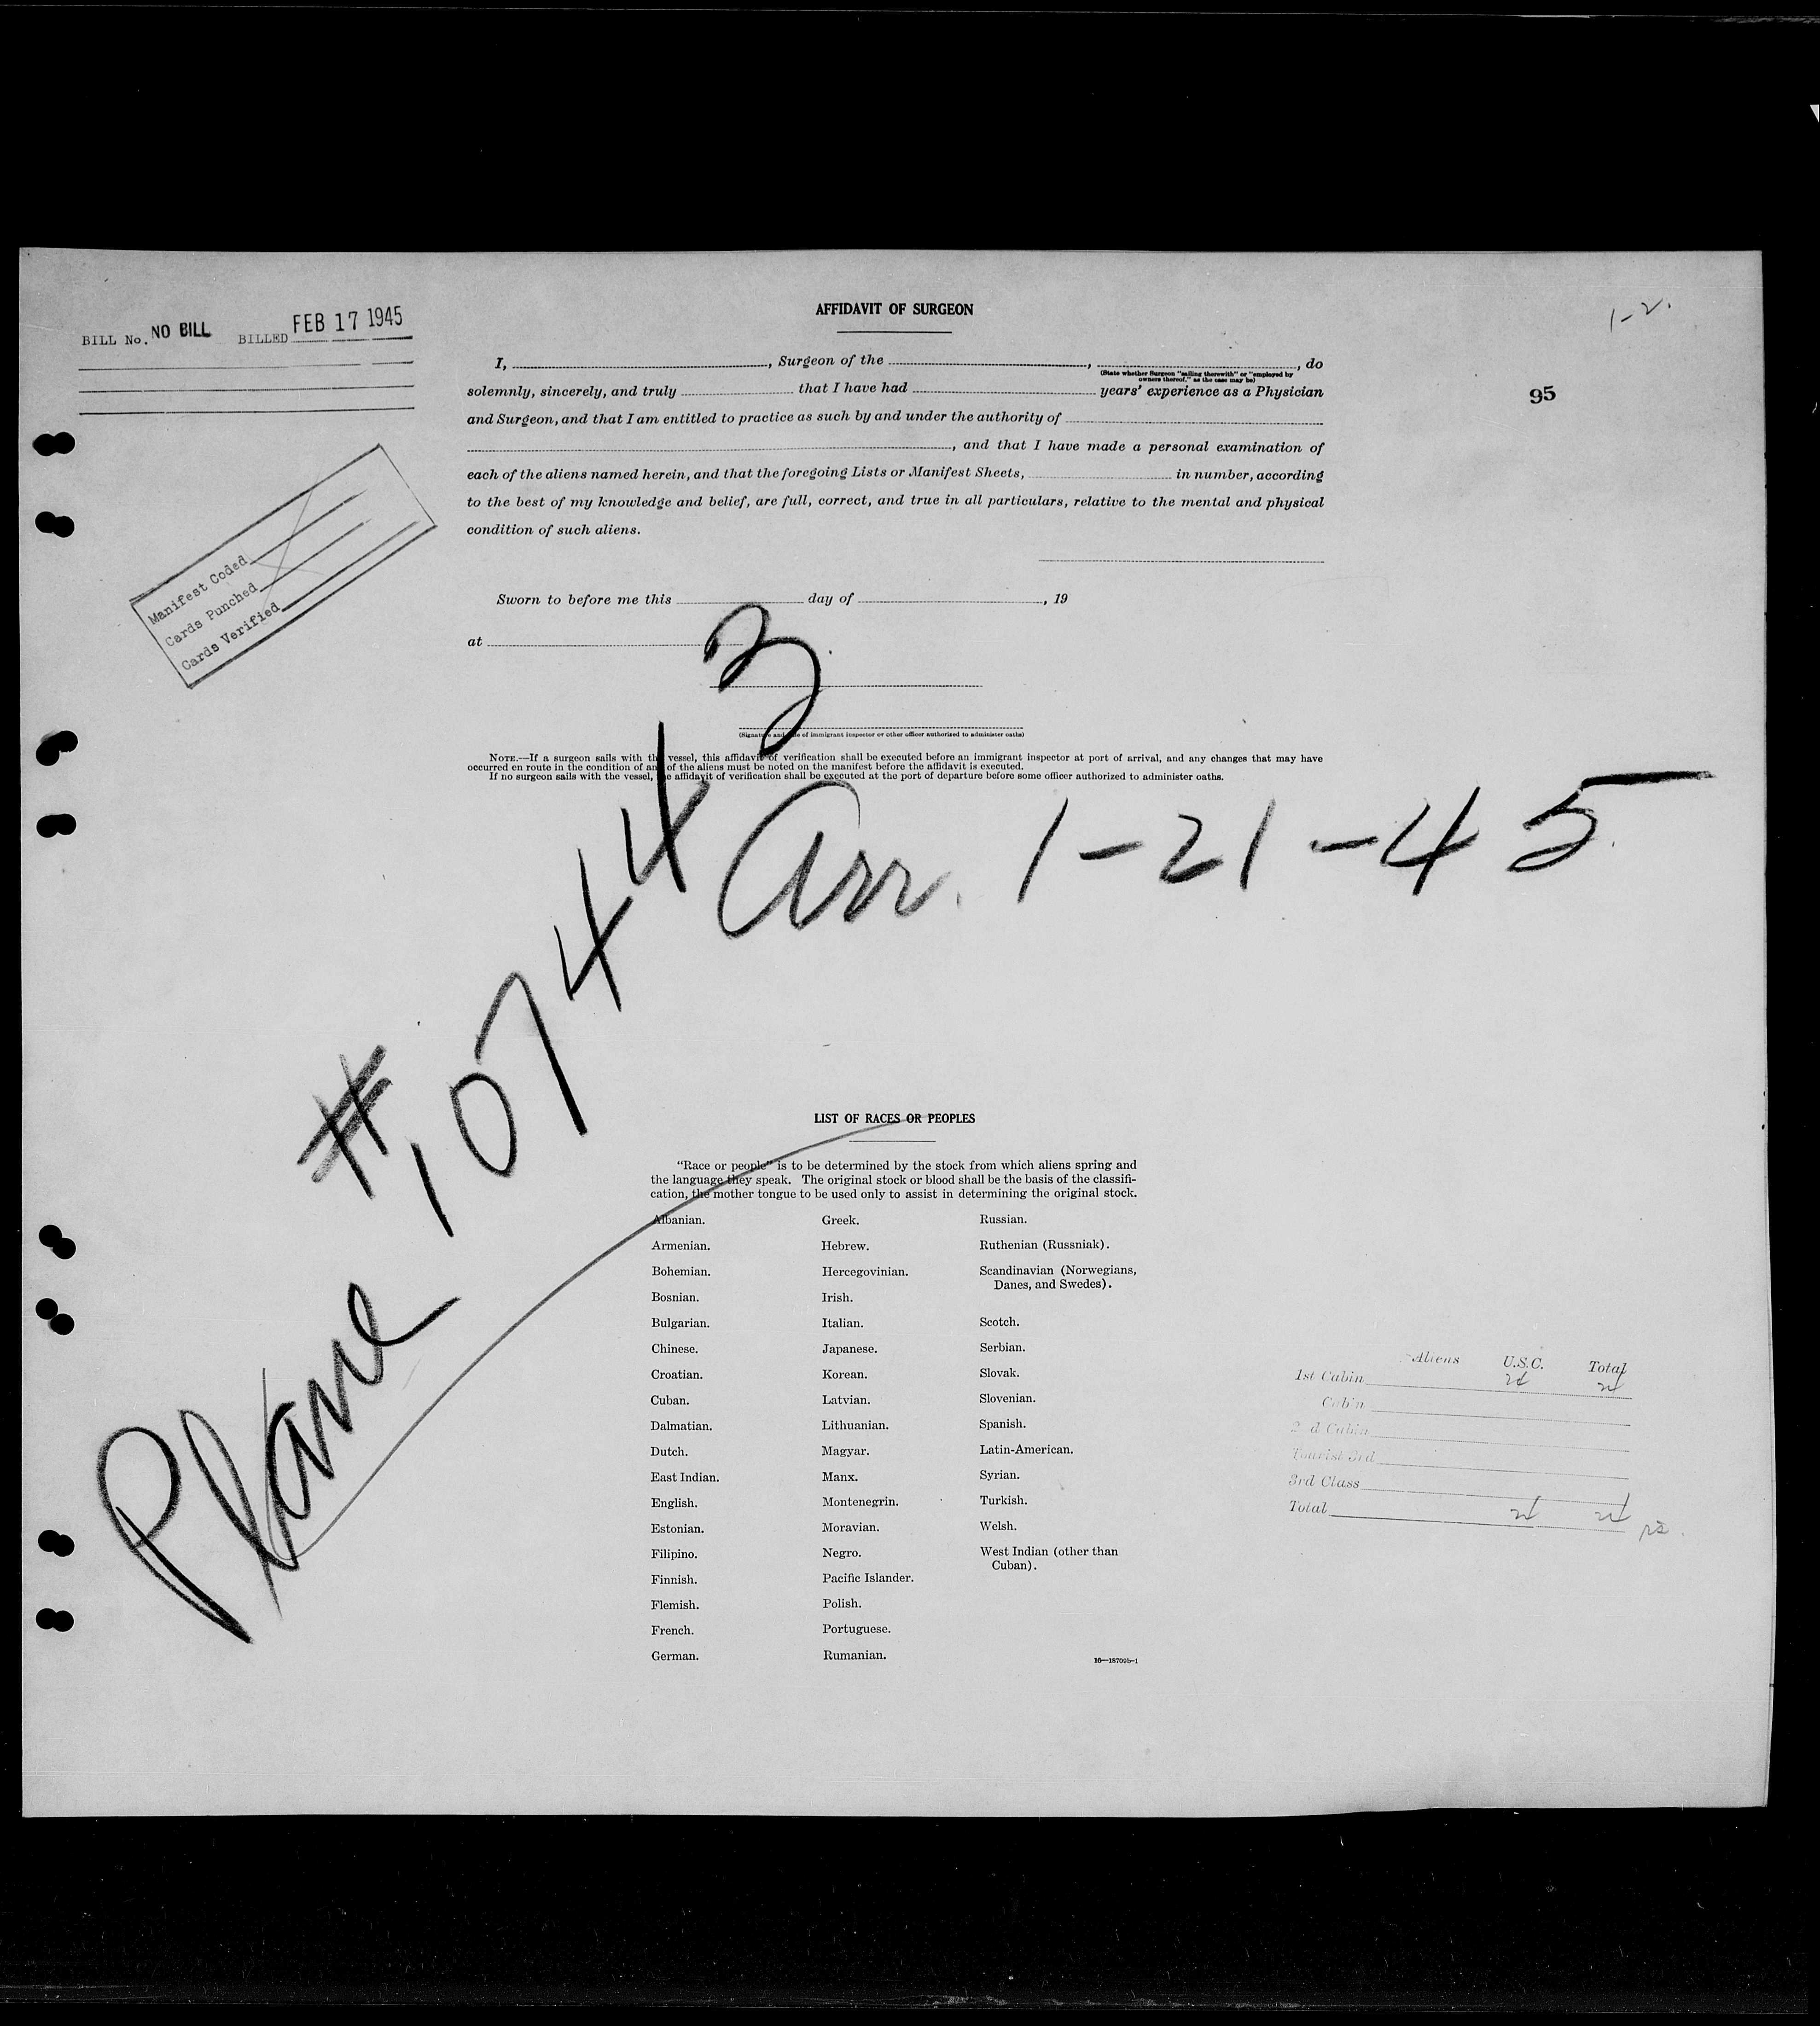 BILL No. NO BILL BILLED FEB 17 1945
AFFIDAVIT OF SURGEON
1-2.
95
I, , Surgeon of the , , do
(State whether Surgeon "sailing therewith" or "employed by
owners thereof," as the case may be)
solemnly, sincerely, and truly that I have had years' experience as a Physician
and Surgeon, and that I am entitled to practice as such by and under the authority of
, and that I have made a personal examination of
each of the aliens named herein, and that the foregoing Lists or Manifest Sheets, in number, according
to the best of my knowledge and belief, are full, correct, and true in all particulars, relative to the mental and physical
condition of such aliens.
Manifest Coded
Cards Punched
Cards Verified
Sworn to before me this day of , 19
at
(Signature and title of immigrant inspector or other officer authorized to administer oaths)
NOTE.—If a surgeon sails with the vessel, this affidavit of verification shall be executed before an immigrant inspector at port of arrival, and any changes that may have
occurred en route in the condition of any of the aliens must be noted on the manifest before the affidavit is executed.
If no surgeon sails with the vessel, the affidavit of verification shall be executed at the port of departure before some officer authorized to administer oaths.
Plane # 107443
Arr. 1-21-45
LIST OF RACES OR PEOPLES
"Race or people" is to be determined by the stock from which aliens spring and
the language they speak. The original stock or blood shall be the basis of the classifi-
cation, the mother tongue to be used only to assist in determining the original stock.
Albanian.
Armenian.
Bohemian.
Bosnian.
Bulgarian.
Chinese.
Croatian.
Cuban.
Dalmatian.
Dutch.
East Indian.
English.
Estonian.
Filipino.
Finnish.
Flemish.
French.
German.
Greek.
Hebrew.
Hercegovinian.
Irish.
Italian.
Japanese.
Korean.
Latvian.
Lithuanian.
Magyar.
Manx.
Montenegrin.
Moravian.
Negro.
Pacific Islander.
Polish.
Portuguese.
Rumanian.
Russian.
Ruthenian (Russniak).
Scandinavian (Norwegians,
Danes, and Swedes).
Scotch.
Serbian.
Slovak.
Slovenian.
Spanish.
Latin-American.
Syrian.
Turkish.
Welsh.
West Indian (other than
Cuban).
16—18709b-1
Aliens U.S.C. Total
1st Cabin
Cabin
2nd Cabin
Tourist 3rd
3rd Class
Total